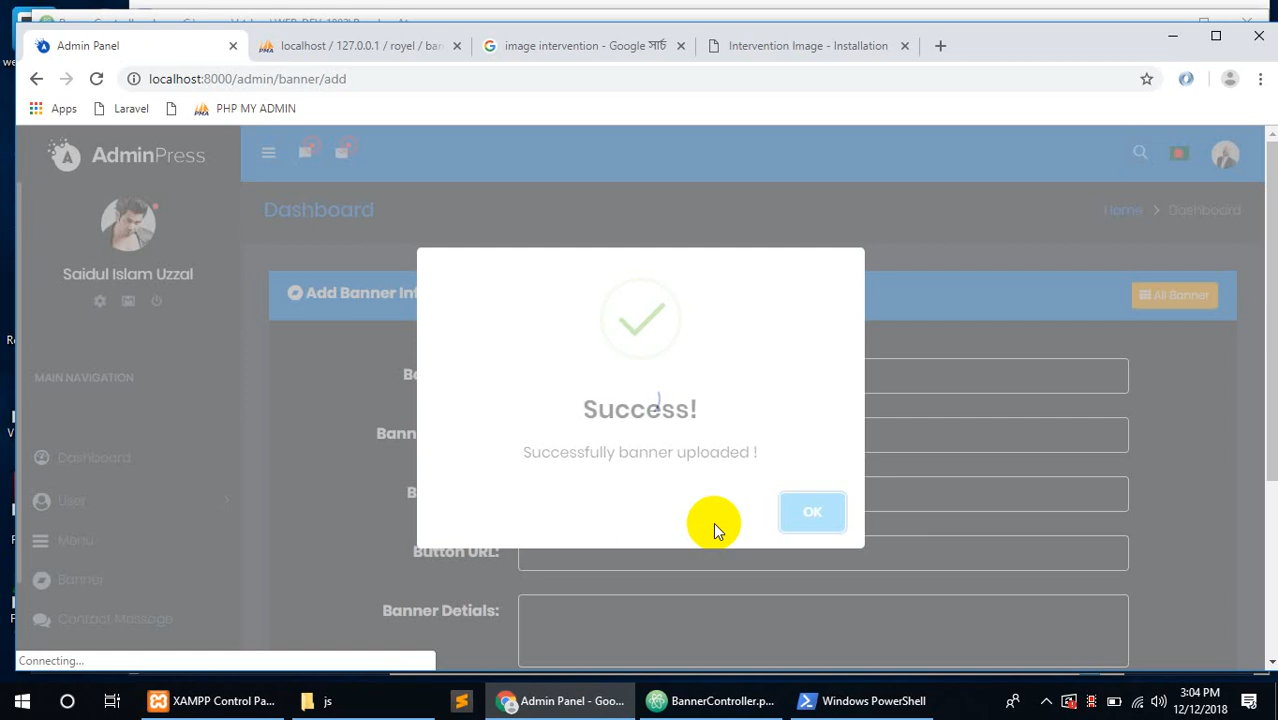 Admin Panel
localhost / 127.0.0.1 / royel / ban
image intervention - Google সার্চ
Intervention Image - Installation
localhost:8000/admin/banner/add
Apps
Laravel
PHP MY ADMIN
AdminPress
Dashboard
Home > Dashboard
Saidul Islam Uzzal
Add Banner Inf
All Banner
MAIN NAVIGATION
Success!
Successfully banner uploaded !
OK
Dashboard
User
Menu
Banner
Contact Message
Button URL:
Banner Detials:
Connecting...
XAMPP Control Pa...
js
Admin Panel - Goo...
BannerController.p...
Windows PowerShell
3:04 PM
12/12/2018